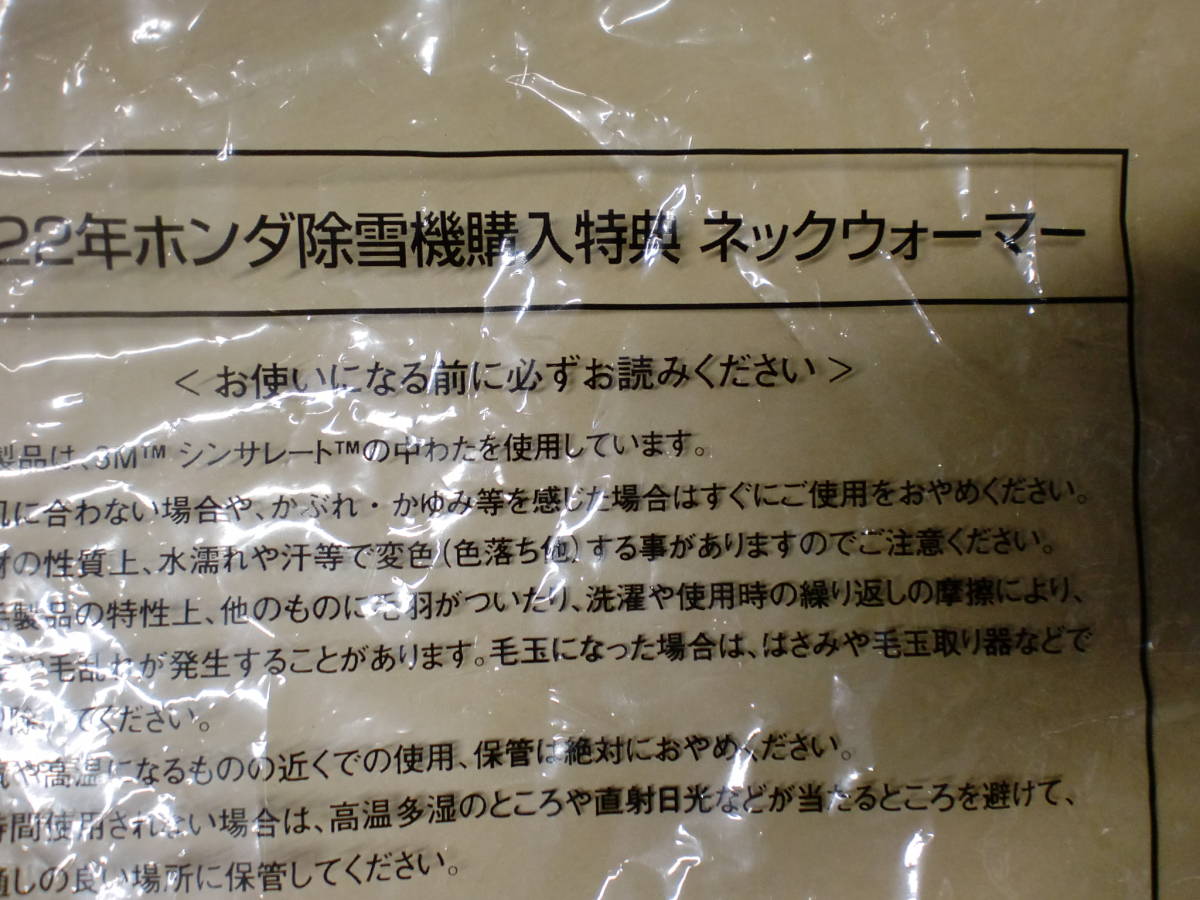 22年ホンダ除雪機購入特典 ネックウォーマー
＜お使いになる前に必ずお読みください＞
製品は、3M™ シンサレート™の中わたを使用しています。
肌に合わない場合や、かぶれ・かゆみ等を感じた場合はすぐにご使用をおやめください。
材の性質上、水濡れや汗等で変色（色落ち他）する事がありますのでご注意ください。
製品の特性上、他のものに毛羽がついたり、洗濯や使用時の繰り返しの摩擦により、
毛乱れが発生することがあります。毛玉になった場合は、はさみや毛玉取り器などで
除いてください。
や高温になるものの近くでの使用、保管は絶対におやめください。
時間使用されない場合は、高温多湿のところや直射日光などが当たるところを避けて、
通しの良い場所に保管してください。